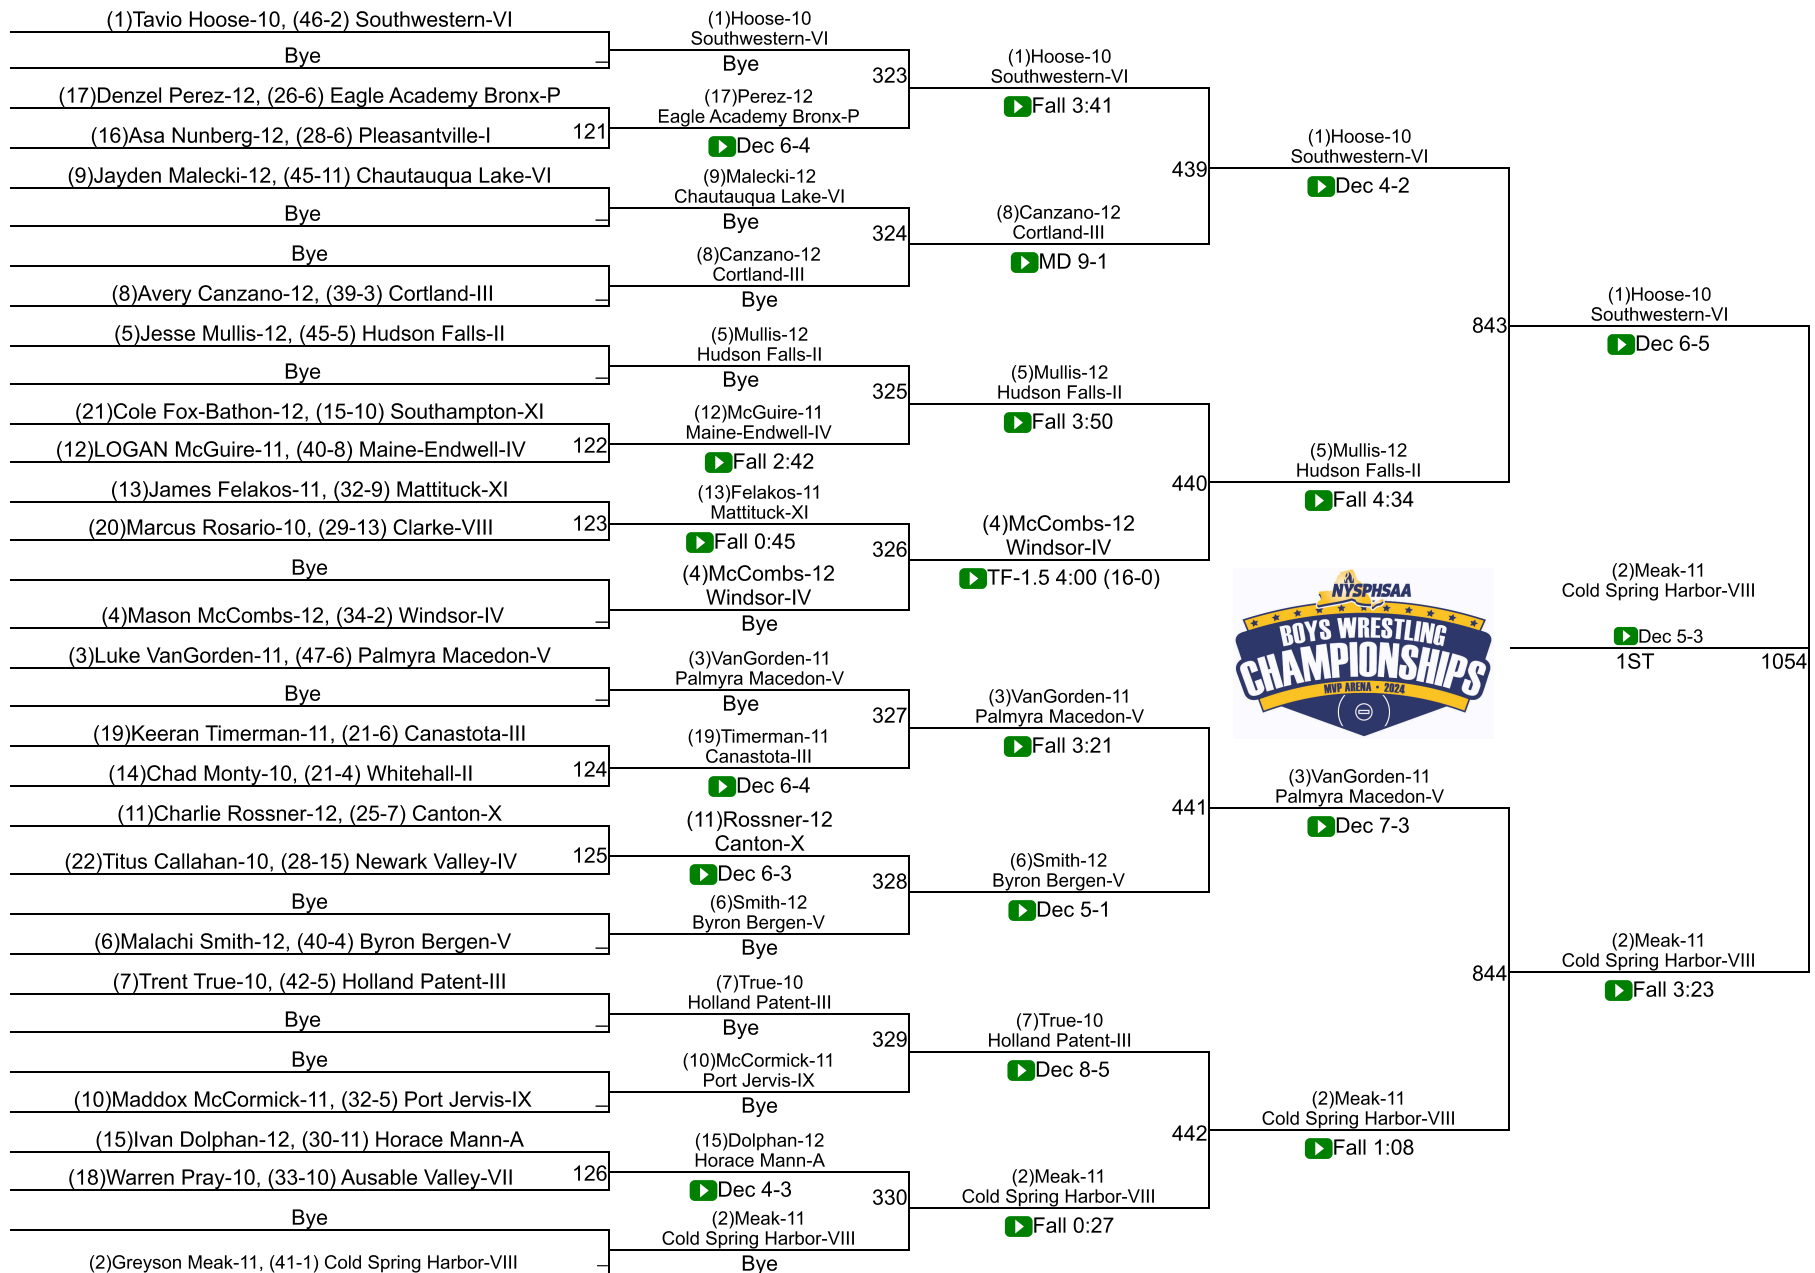 (1)Tavio Hoose-10, (46-2) Southwestern-VI
Bye
(17)Denzel Perez-12, (26-6) Eagle Academy Bronx-P
(16)Asa Nunberg-12, (28-6) Pleasantville-I
121
(9)Jayden Malecki-12, (45-11) Chautauqua Lake-VI
Bye
Bye
(8)Avery Canzano-12, (39-3) Cortland-III
(5)Jesse Mullis-12, (45-5) Hudson Falls-II
Bye
(21)Cole Fox-Bathon-12, (15-10) Southampton-XI
(12)LOGAN McGuire-11, (40-8) Maine-Endwell-IV
122
(13)James Felakos-11, (32-9) Mattituck-XI
(20)Marcus Rosario-10, (29-13) Clarke-VIII
123
Bye
(4)Mason McCombs-12, (34-2) Windsor-IV
(3)Luke VanGorden-11, (47-6) Palmyra Macedon-V
Bye
(19)Keeran Timerman-11, (21-6) Canastota-III
(14)Chad Monty-10, (21-4) Whitehall-II
124
(11)Charlie Rossner-12, (25-7) Canton-X
(22)Titus Callahan-10, (28-15) Newark Valley-IV
125
Bye
(6)Malachi Smith-12, (40-4) Byron Bergen-V
(7)Trent True-10, (42-5) Holland Patent-III
Bye
Bye
(10)Maddox McCormick-11, (32-5) Port Jervis-IX
(15)Ivan Dolphan-12, (30-11) Horace Mann-A
(18)Warren Pray-10, (33-10) Ausable Valley-VII
126
Bye
(2)Greyson Meak-11, (41-1) Cold Spring Harbor-VIII
(1)Hoose-10
Southwestern-VI
Bye
323
(17)Perez-12
Eagle Academy Bronx-P
Dec 6-4
(9)Malecki-12
Chautauqua Lake-VI
Bye
324
(8)Canzano-12
Cortland-III
Bye
(5)Mullis-12
Hudson Falls-II
Bye
325
(12)McGuire-11
Maine-Endwell-IV
Fall 2:42
(13)Felakos-11
Mattituck-XI
Fall 0:45
326
(4)McCombs-12
Windsor-IV
Bye
(3)VanGorden-11
Palmyra Macedon-V
Bye
327
(19)Timerman-11
Canastota-III
Dec 6-4
(11)Rossner-12
Canton-X
Dec 6-3
328
(6)Smith-12
Byron Bergen-V
Bye
(7)True-10
Holland Patent-III
Bye
329
(10)McCormick-11
Port Jervis-IX
Bye
(15)Dolphan-12
Horace Mann-A
Dec 4-3
330
(2)Meak-11
Cold Spring Harbor-VIII
Bye
(1)Hoose-10
Southwestern-VI
Fall 3:41
439
(8)Canzano-12
Cortland-III
MD 9-1
(5)Mullis-12
Hudson Falls-II
Fall 3:50
440
(4)McCombs-12
Windsor-IV
TF-1.5 4:00 (16-0)
(3)VanGorden-11
Palmyra Macedon-V
Fall 3:21
441
(6)Smith-12
Byron Bergen-V
Dec 5-1
(7)True-10
Holland Patent-III
Dec 8-5
442
(2)Meak-11
Cold Spring Harbor-VIII
Fall 0:27
(1)Hoose-10
Southwestern-VI
Dec 4-2
843
(5)Mullis-12
Hudson Falls-II
Fall 4:34
NYSPHSAA
BOYS WRESTLING
CHAMPIONSHIPS
MVP ARENA • 2024
(3)VanGorden-11
Palmyra Macedon-V
Dec 7-3
844
(2)Meak-11
Cold Spring Harbor-VIII
Fall 1:08
(1)Hoose-10
Southwestern-VI
Dec 6-5
(2)Meak-11
Cold Spring Harbor-VIII
Dec 5-3
1ST
1054
(2)Meak-11
Cold Spring Harbor-VIII
Fall 3:23